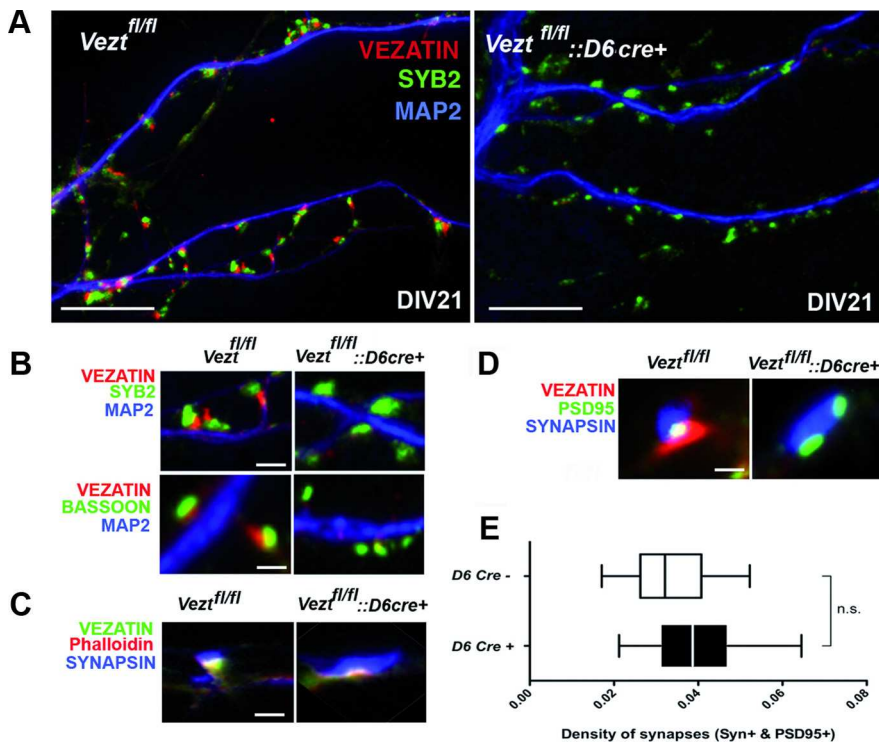 A
Vezt fl/fl
VEZATIN
SYB2
MAP2
DIV21
Vezt fl/fl ::D6 cre+
DIV21
B
Vezt fl/fl
Vezt fl/fl ::D6cre+
VEZATIN
SYB2
MAP2
VEZATIN
BASSOON
MAP2
C
Vezt fl/fl
Vezt fl/fl ::D6cre+
VEZATIN
Phalloidin
SYNAPSIN
D
Vezt fl/fl
Vezt fl/fl ::D6cre+
VEZATIN
PSD95
SYNAPSIN
E
D6 Cre -
D6 Cre +
n.s.
0.00 0.02 0.04 0.06 0.08
Density of synapses (Syn+ & PSD95+)